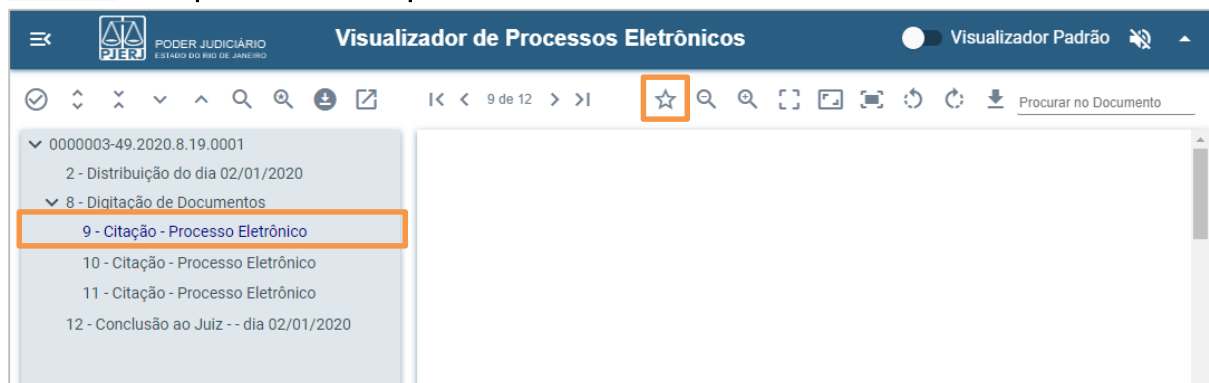 PJERJ
PODER JUDICIÁRIO
ESTADO DO RIO DE JANEIRO
Visualizador de Processos Eletrônicos
Visualizador Padrão
9 de 12
Procurar no Documento
0000003-49.2020.8.19.0001
2 - Distribuição do dia 02/01/2020
8 - Digitação de Documentos
9 - Citação - Processo Eletrônico
10 - Citação - Processo Eletrônico
11 - Citação - Processo Eletrônico
12 - Conclusão ao Juiz - - dia 02/01/2020